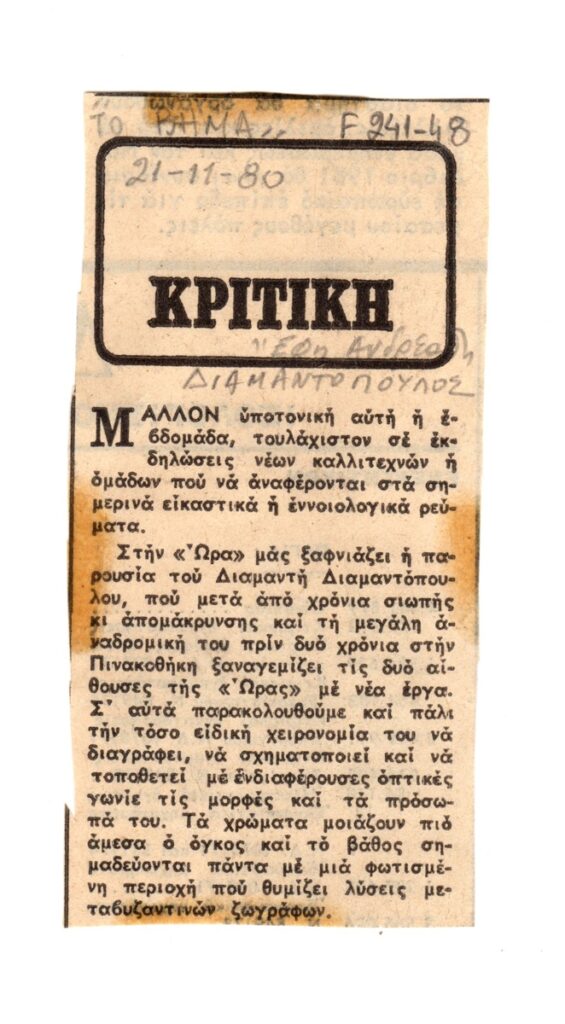 ΤΟ ΒΗΜΑ,, F 241-48
21-11-80
ΚΡΙΤΙΚΗ
"Έφη Ανδρεάδη
ΔΙΑΜΑΝΤΟΠΟΥΛΟΣ
ΜΑΛΛΟΝ ὑποτονική αὐτή ἡ ἑ-
βδομάδα, τουλάχιστον σέ ἐκ-
δηλώσεις νέων καλλιτεχνών ἤ
ὁμάδων πού νά ἀναφέρονται στά ση-
μερινά εἰκαστικά ἤ ἐννοιολογικά ρεύ-
ματα.
Στήν «Ὥρα» μᾶς ξαφνιάζει ἡ πα-
ρουσία τοῦ Διαμαντῆ Διαμαντόπου-
λου, πού μετά ἀπό χρόνια σιωπῆς
κι ἀπομάκρυνσης καί τή μεγάλη ἀ-
ναδρομική του πρίν δυό χρόνια στήν
Πινακοθήκη ξαναγεμίζει τίς δυό αἴ-
θουσες τῆς «Ὥρας» μέ νέα ἔργα.
Σ' αὐτά παρακολουθοῦμε καί πάλι
τήν τόσο εἰδική χειρονομία του νά
διαγράφει, νά σχηματοποιεῖ καί νά
τοποθετεῖ μέ ἐνδιαφέρουσες ὀπτικές
γωνίε τίς μορφές καί τά πρόσω-
πά του. Τά χρώματα μοιάζουν πιό
ἄμεσα ὁ ὄγκος καί τό βάθος ση-
μαδεύονται πάντα μέ μιά φωτισμέ-
νη περιοχή πού θυμίζει λύσεις με-
ταβυζαντινῶν ζωγράφων.